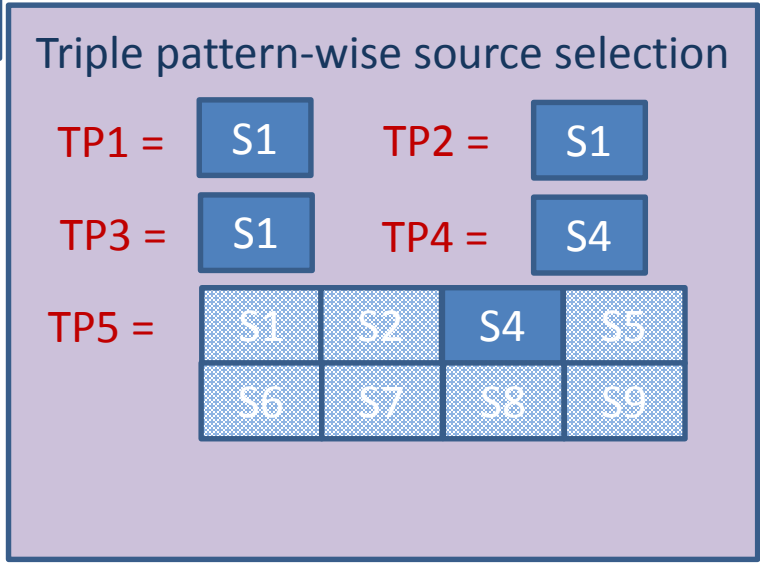 Triple pattern-wise source selection
TP1 = S1 TP2 = S1
TP3 = S1 TP4 = S4
TP5 = S1 S2 S4 S5
S6 S7 S8 S9